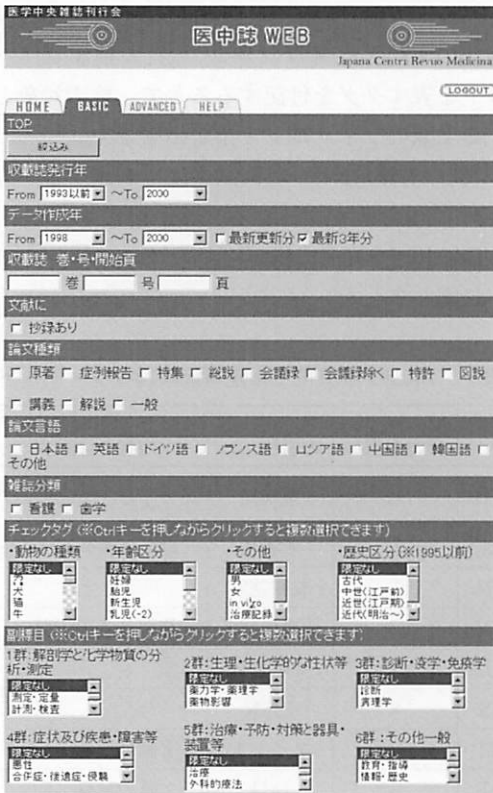 医学中央雑誌刊行会
医中誌 WEB
Japana Centra Revuo Medicina
LOGOUT
HOME BASIC ADVANCED HELP
TOP
絞込み
収載誌発行年
From 1993以前 ～To 2000
データ作成年
From 1998 ～To 2000 最新更新分 最新3年分
収載誌 巻・号・開始頁
巻 号 頁
文献に
抄録あり
論文種類
原著 症例報告 特集 総説 会議録 会議録除く 特許 図説
講義 解説 一般
論文言語
日本語 英語 ドイツ語 フランス語 ロシア語 中国語 韓国語
その他
雑誌分類
看護 歯学
チェックタグ (※Ctrlキーを押しながらクリックすると複数選択できます)
・動物の種類 ・年齢区分 ・その他 ・歴史区分(※1995以前)
限定なし 限定なし 限定なし 限定なし
妊婦 男 古代
犬 胎児 女 中世(江戸前)
猫 新生児 in vitro 近世(江戸期)
牛 乳児(-2) 治療記録 近代(明治～)
副標目 (※Ctrlキーを押しながらクリックすると複数選択できます)
1群:解剖学と化学物質の分析・測定
限定なし
測定・定量
計測・検査
2群:生理・生化学的な性状等
限定なし
薬力学・薬理学
薬物影響
3群:診断・疫学・免疫学
限定なし
診断
病理学
4群:症状及び疾患・障害等
限定なし
悪性
合併症・後遺症・侵襲
5群:治療・予防・対策と器具・装置等
限定なし
治療
外科的療法
6群:その他一般
限定なし
教育・指導
情報・歴史